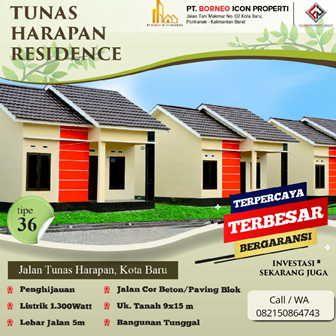 TUNAS
HARAPAN
RESIDENCE
PT. BORNEO ICON PROPERTI
Jalan Tani Makmur No. 02 Kota Baru,
Pontianak - Kalimantan Barat
tipe
36
TERPERCAYA
TERBESAR
BERGARANSI
INVESTASI
SEKARANG JUGA
Jalan Tunas Harapan, Kota Baru
Penghijauan
Listrik 1.300Watt
Lebar Jalan 5m
Jalan Cor Beton/Paving Blok
Uk. Tanah 9x15 m
Bangunan Tunggal
Call / WA
082150864743